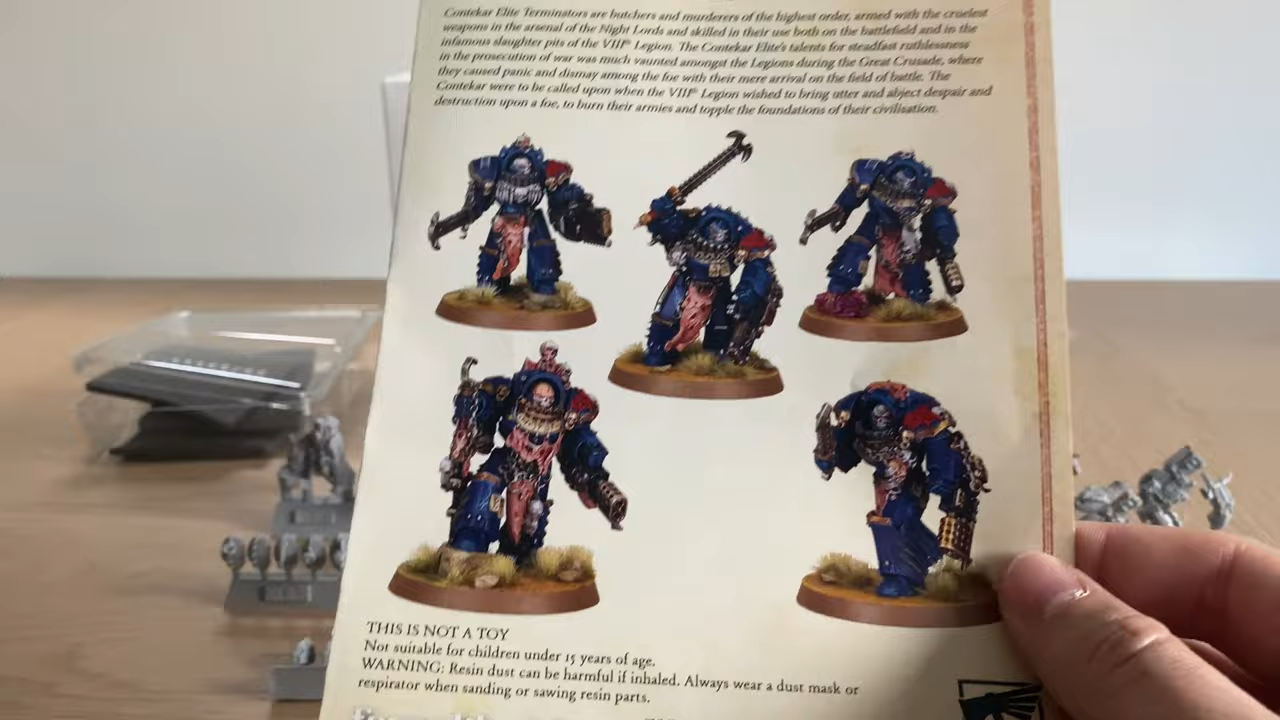 Contekar Elite Terminators are butchers and murderers of the highest order, armed with the cruelest
weapons in the arsenal of the Night Lords and skilled in their use both on the battlefield and in the
infamous slaughter pits of the VIIIth Legion. The Contekar Elite's talents for steadfast ruthlessness
in the prosecution of war was much vaunted amongst the Legions during the Great Crusade, where
they caused panic and dismay among the foe with their mere arrival on the field of battle. The
Contekar were to be called upon when the VIIIth Legion wished to bring utter and abject despair and
destruction upon a foe, to burn their armies and topple the foundations of their civilisation.
THIS IS NOT A TOY
Not suitable for children under 15 years of age.
WARNING: Resin dust can be harmful if inhaled. Always wear a dust mask or
respirator when sanding or sawing resin parts.